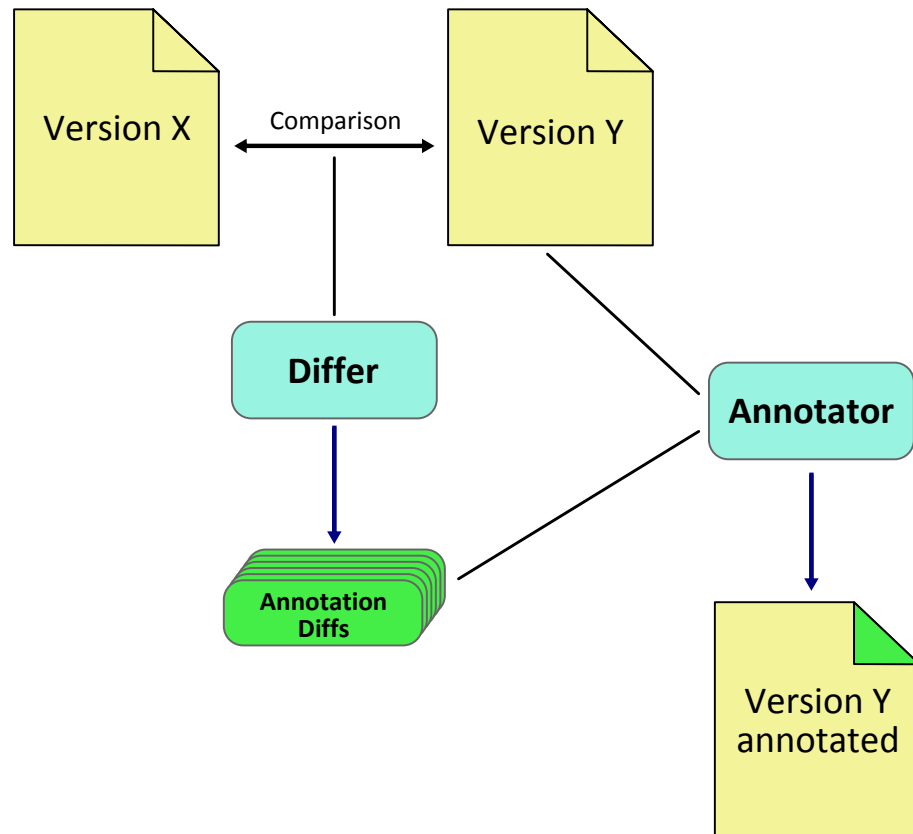 Version X
Comparison
Version Y
Differ
Annotator
Annotation
Diffs
Version Y
annotated